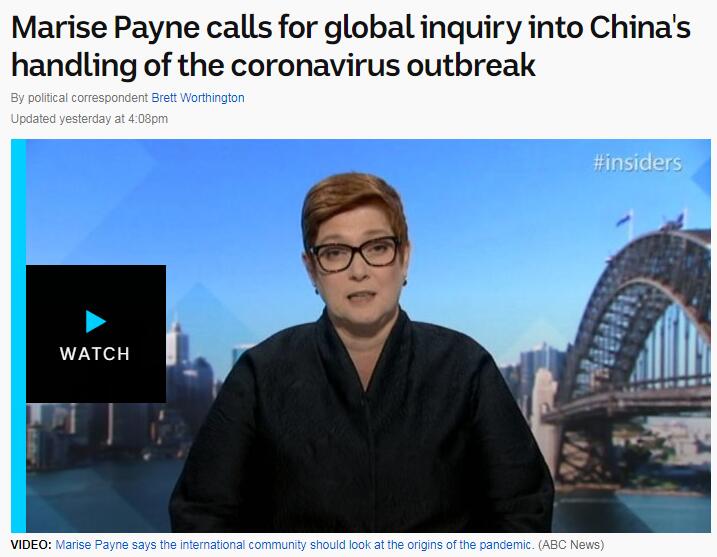 Marise Payne calls for global inquiry into China's
handling of the coronavirus outbreak
By political correspondent Brett Worthington
Updated yesterday at 4:08pm
#insiders
WATCH
VIDEO: Marise Payne says the international community should look at the origins of the pandemic. (ABC News)